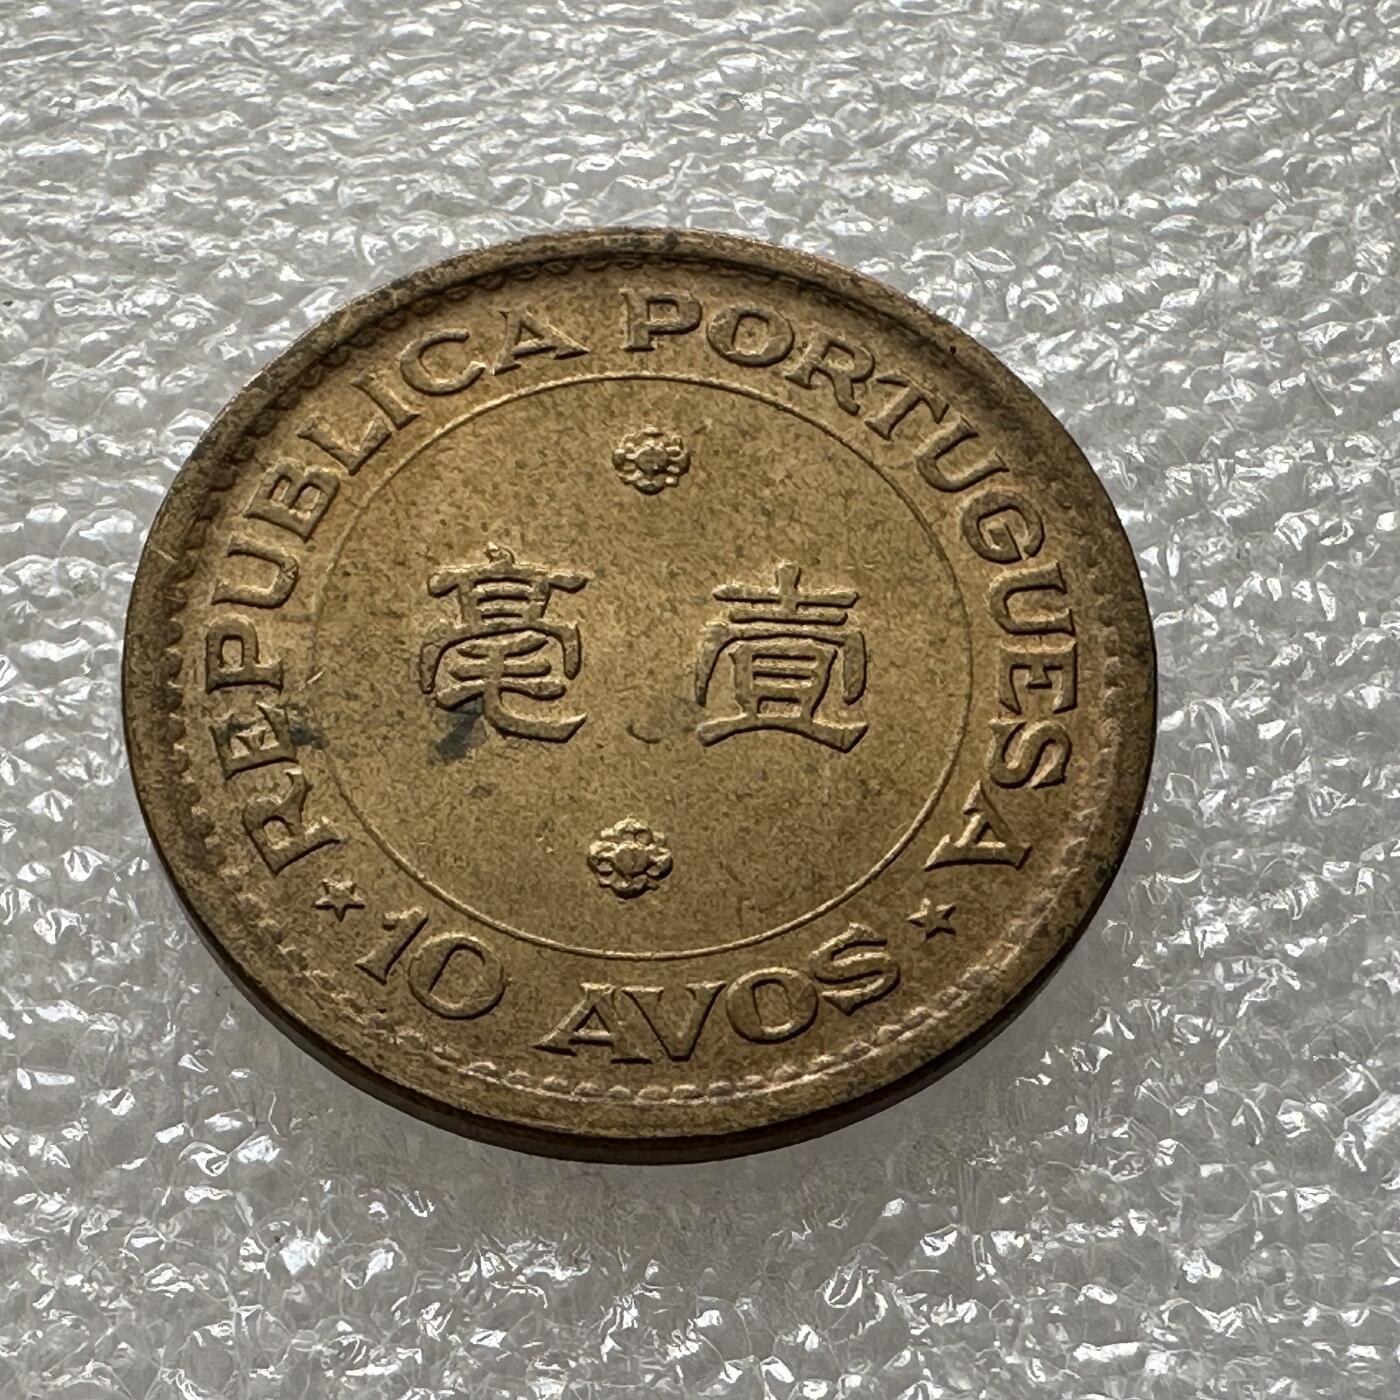 REPUBLICA PORTUGUESA
毫 壹
★ 10 AVOS ★